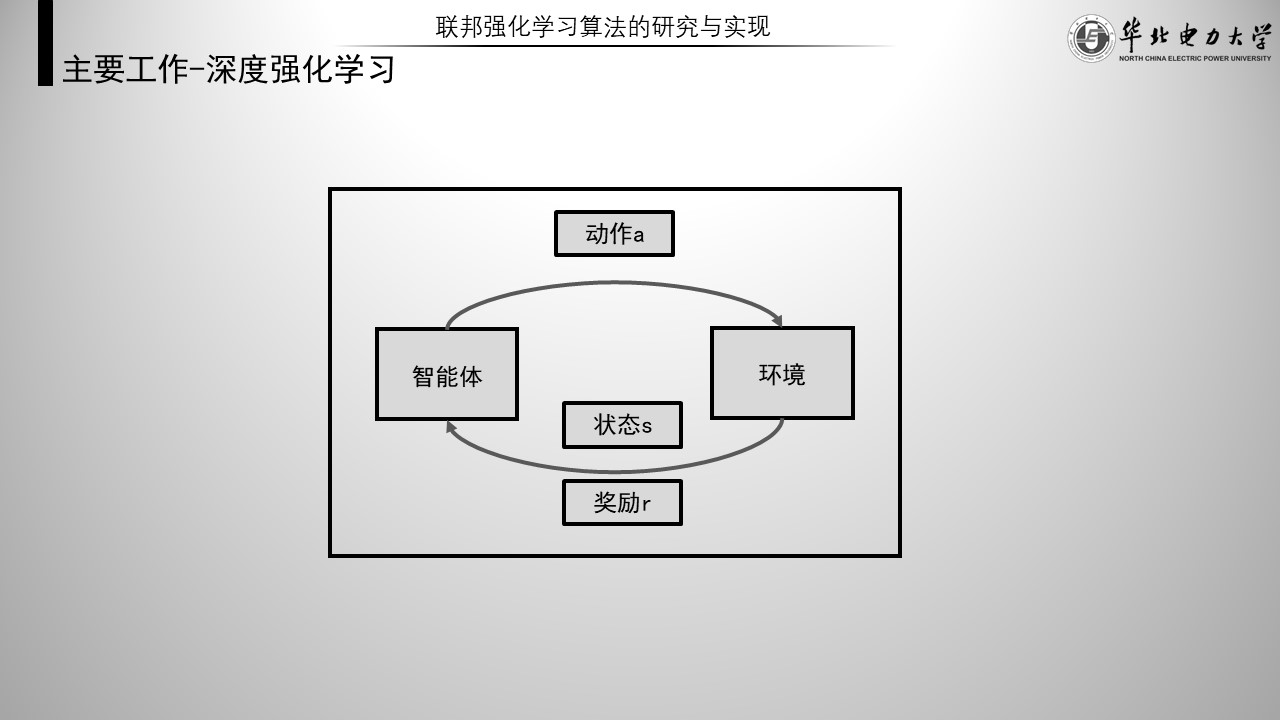 联邦强化学习算法的研究与实现
华北电力大学
NORTH CHINA ELECTRIC POWER UNIVERSITY
主要工作-深度强化学习
动作a
智能体
环境
状态s
奖励r